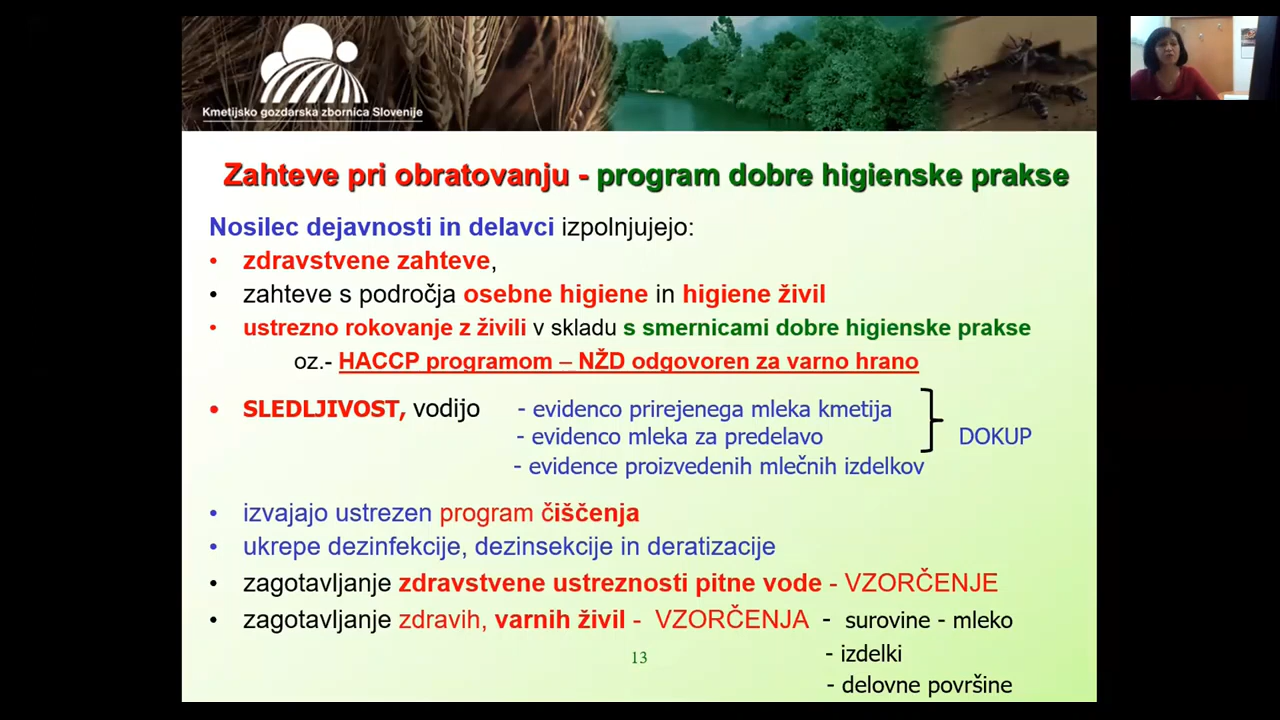 Kmetijsko gozdarska zbornica Slovenije
Zahteve pri obratovanju - program dobre higienske prakse
Nosilec dejavnosti in delavci izpolnjujejo:
• zdravstvene zahteve,
• zahteve s področja osebne higiene in higiene živil
• ustrezno rokovanje z živili v skladu s smernicami dobre higienske prakse
oz.- HACCP programom – NŽD odgovoren za varno hrano
• SLEDLJIVOST, vodijo - evidenco prirejenega mleka kmetija
- evidenco mleka za predelavo DOKUP
- evidence proizvedenih mlečnih izdelkov
• izvajajo ustrezen program čiščenja
• ukrepe dezinfekcije, dezinsekcije in deratizacije
• zagotavljanje zdravstvene ustreznosti pitne vode - VZORČENJE
• zagotavljanje zdravih, varnih živil - VZORČENJA - surovine - mleko
- izdelki
- delovne površine
13